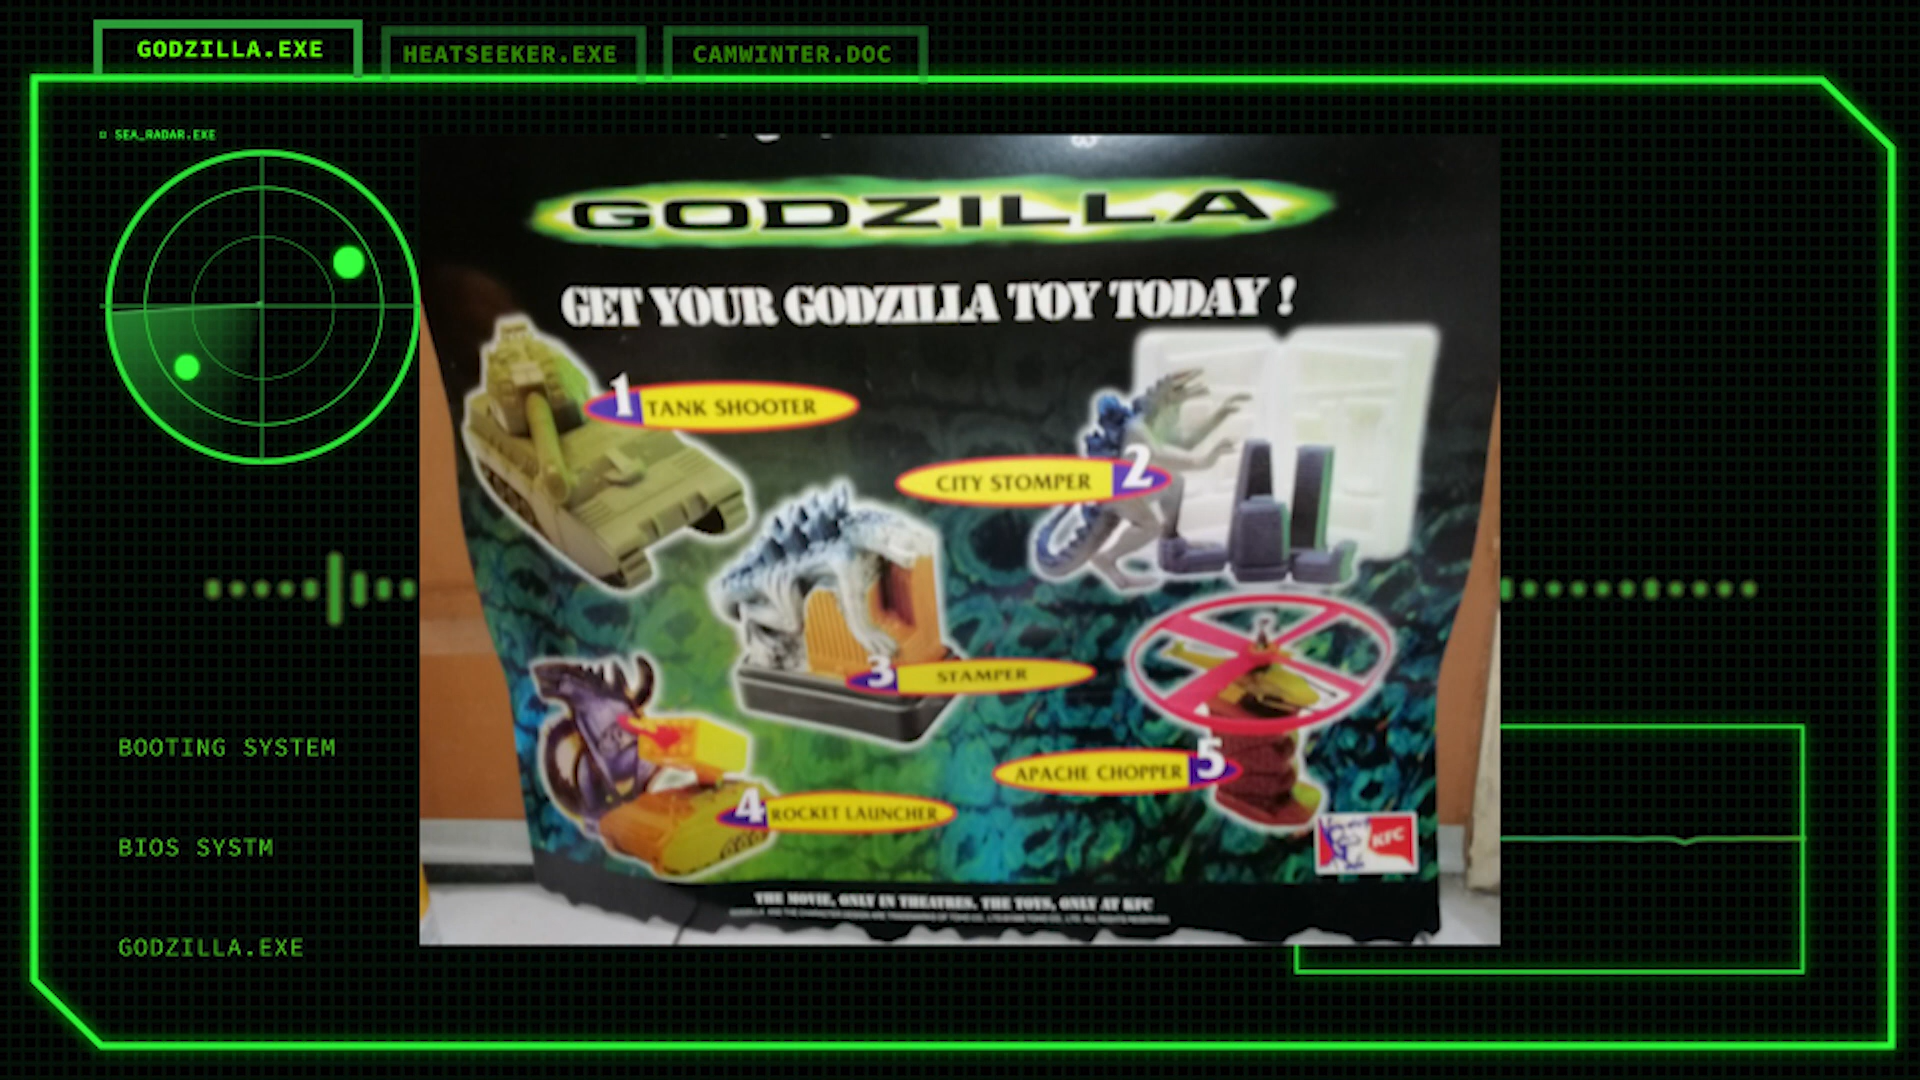 GODZILLA.EXE
HEATSEEKER.EXE
CAMWINTER.DOC
SEA_RADAR.EXE
GODZILLA
GET YOUR GODZILLA TOY TODAY !
1 TANK SHOOTER
CITY STOMPER 2
3 STAMPER
4 ROCKET LAUNCHER
APACHE CHOPPER 5
KFC
THE MOVIE, ONLY IN THEATRES. THE TOYS, ONLY AT KFC
BOOTING SYSTEM
BIOS SYSTM
GODZILLA.EXE